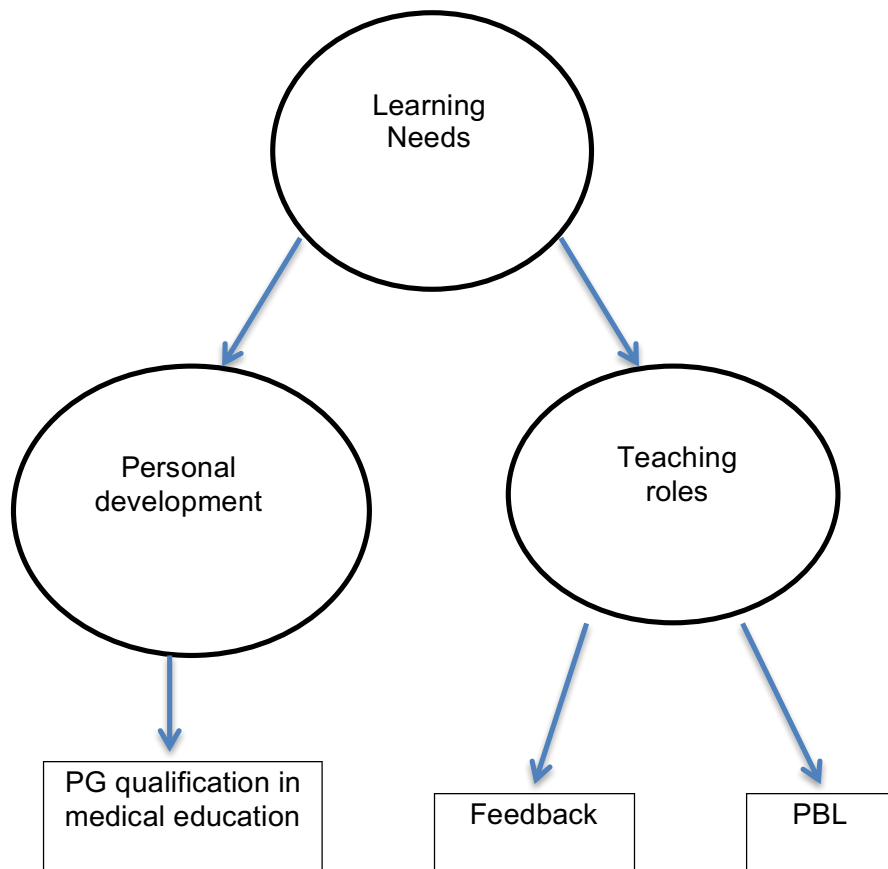 Learning
Needs
Personal
development
Teaching
roles
PG qualification in
medical education
Feedback
PBL